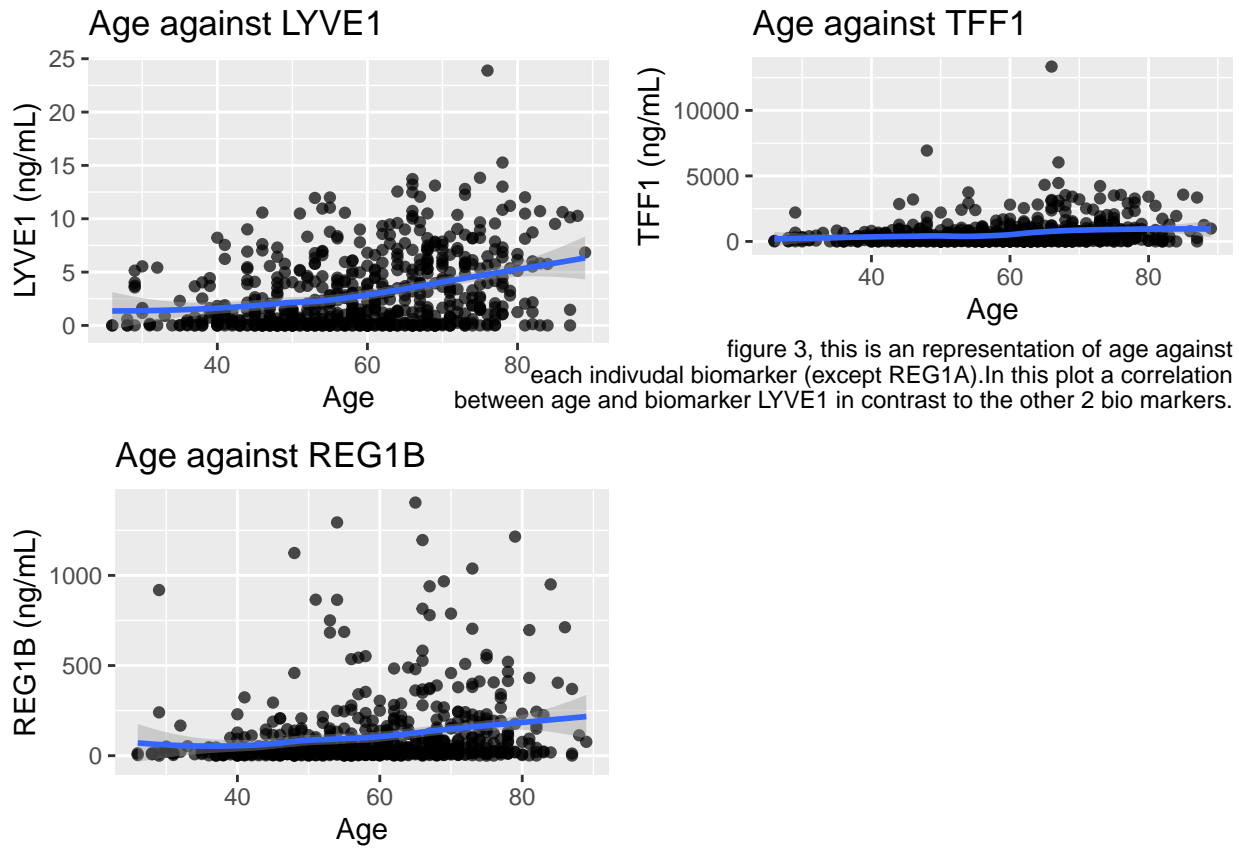 Age against LYVE1
25
20
15
10
5
0
LYVE1 (ng/mL)
40
60
80
Age
Age against TFF1
10000
5000
0
TFF1 (ng/mL)
40
60
80
Age
figure 3, this is an representation of age against
each indivudal biomarker (except REG1A).In this plot a correlation
between age and biomarker LYVE1 in contrast to the other 2 bio markers.
Age against REG1B
1000
500
0
REG1B (ng/mL)
40
60
80
Age